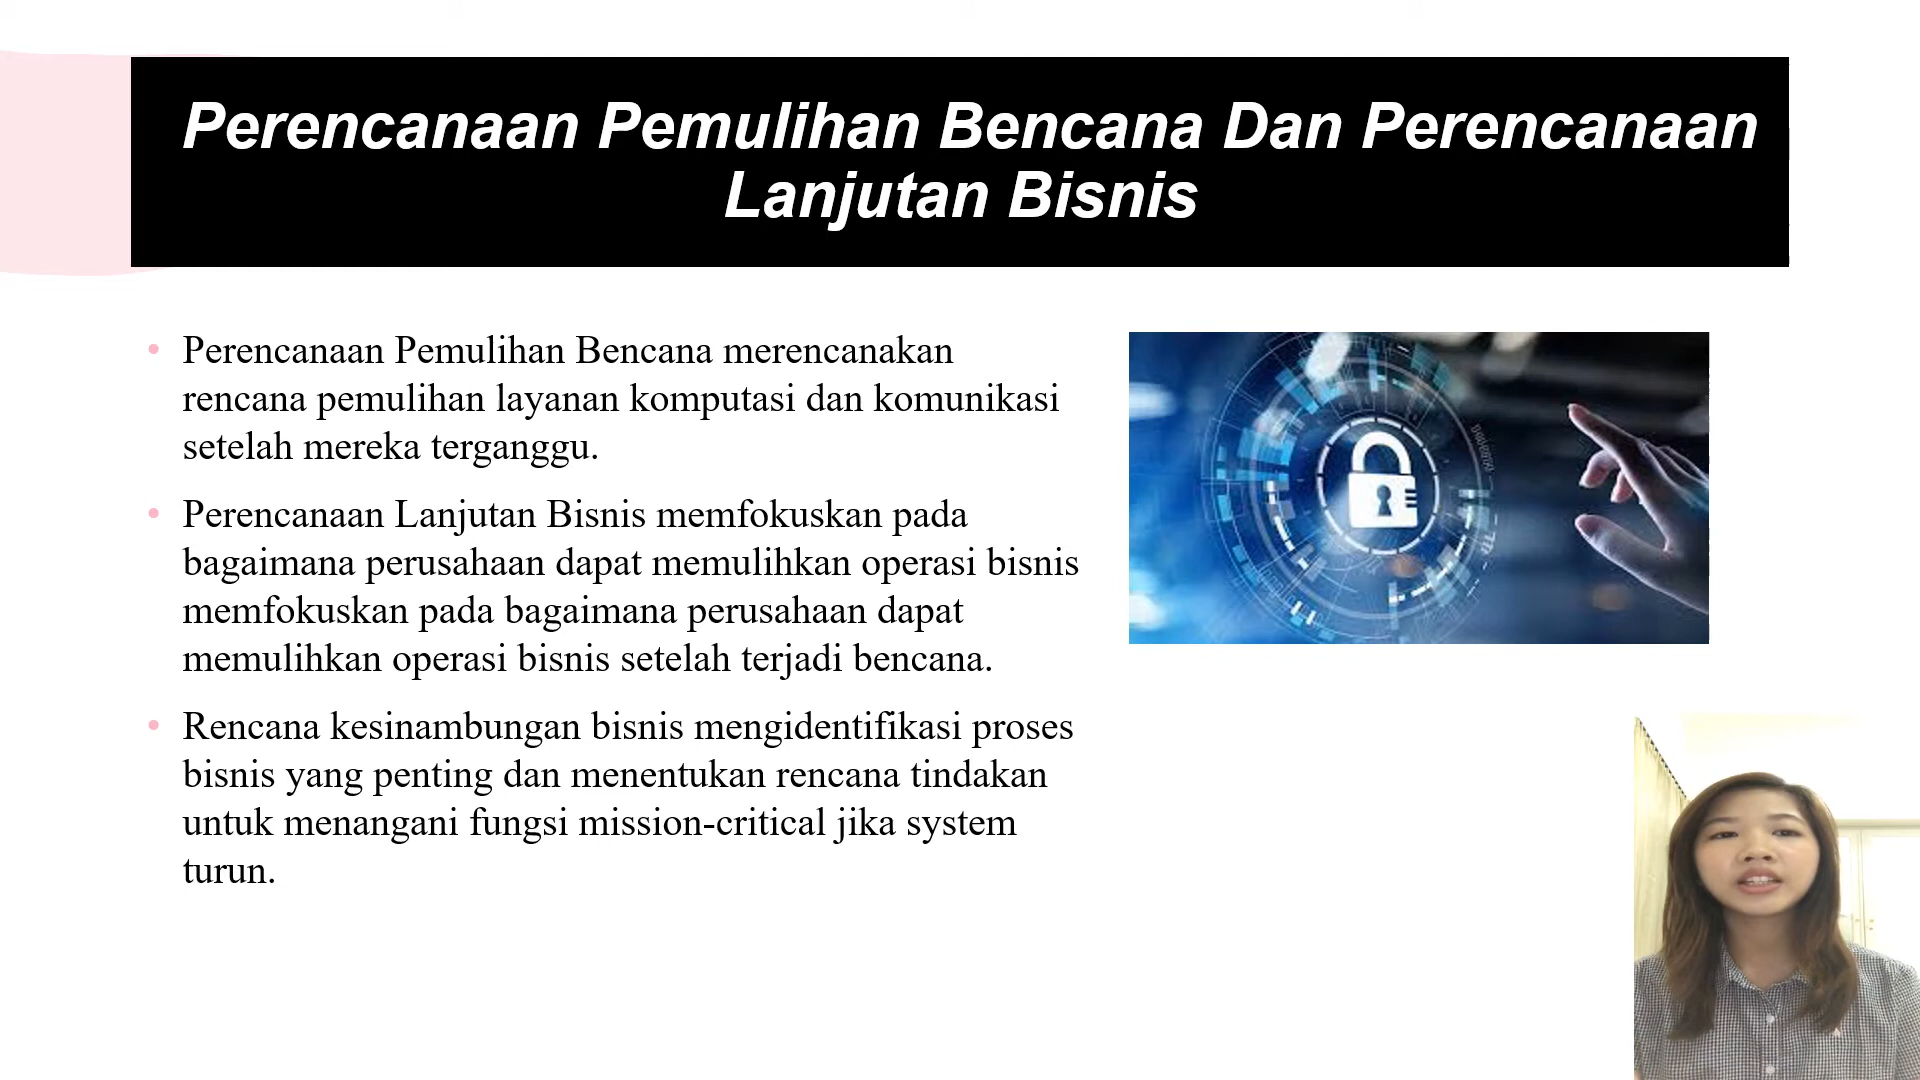 Perencanaan Pemulihan Bencana Dan Perencanaan
Lanjutan Bisnis
• Perencanaan Pemulihan Bencana merencanakan
rencana pemulihan layanan komputasi dan komunikasi
setelah mereka terganggu.
• Perencanaan Lanjutan Bisnis memfokuskan pada
bagaimana perusahaan dapat memulihkan operasi bisnis
memfokuskan pada bagaimana perusahaan dapat
memulihkan operasi bisnis setelah terjadi bencana.
• Rencana kesinambungan bisnis mengidentifikasi proses
bisnis yang penting dan menentukan rencana tindakan
untuk menangani fungsi mission-critical jika system
turun.